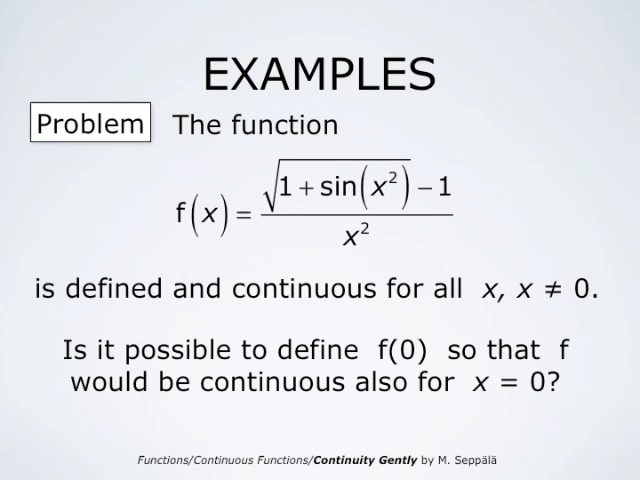 EXAMPLES
Problem The function
f(x) = (√(1 + sin(x²)) − 1) / x²
is defined and continuous for all x, x ≠ 0.
Is it possible to define f(0) so that f
would be continuous also for x = 0?
Functions/Continuous Functions/Continuity Gently by M. Seppälä